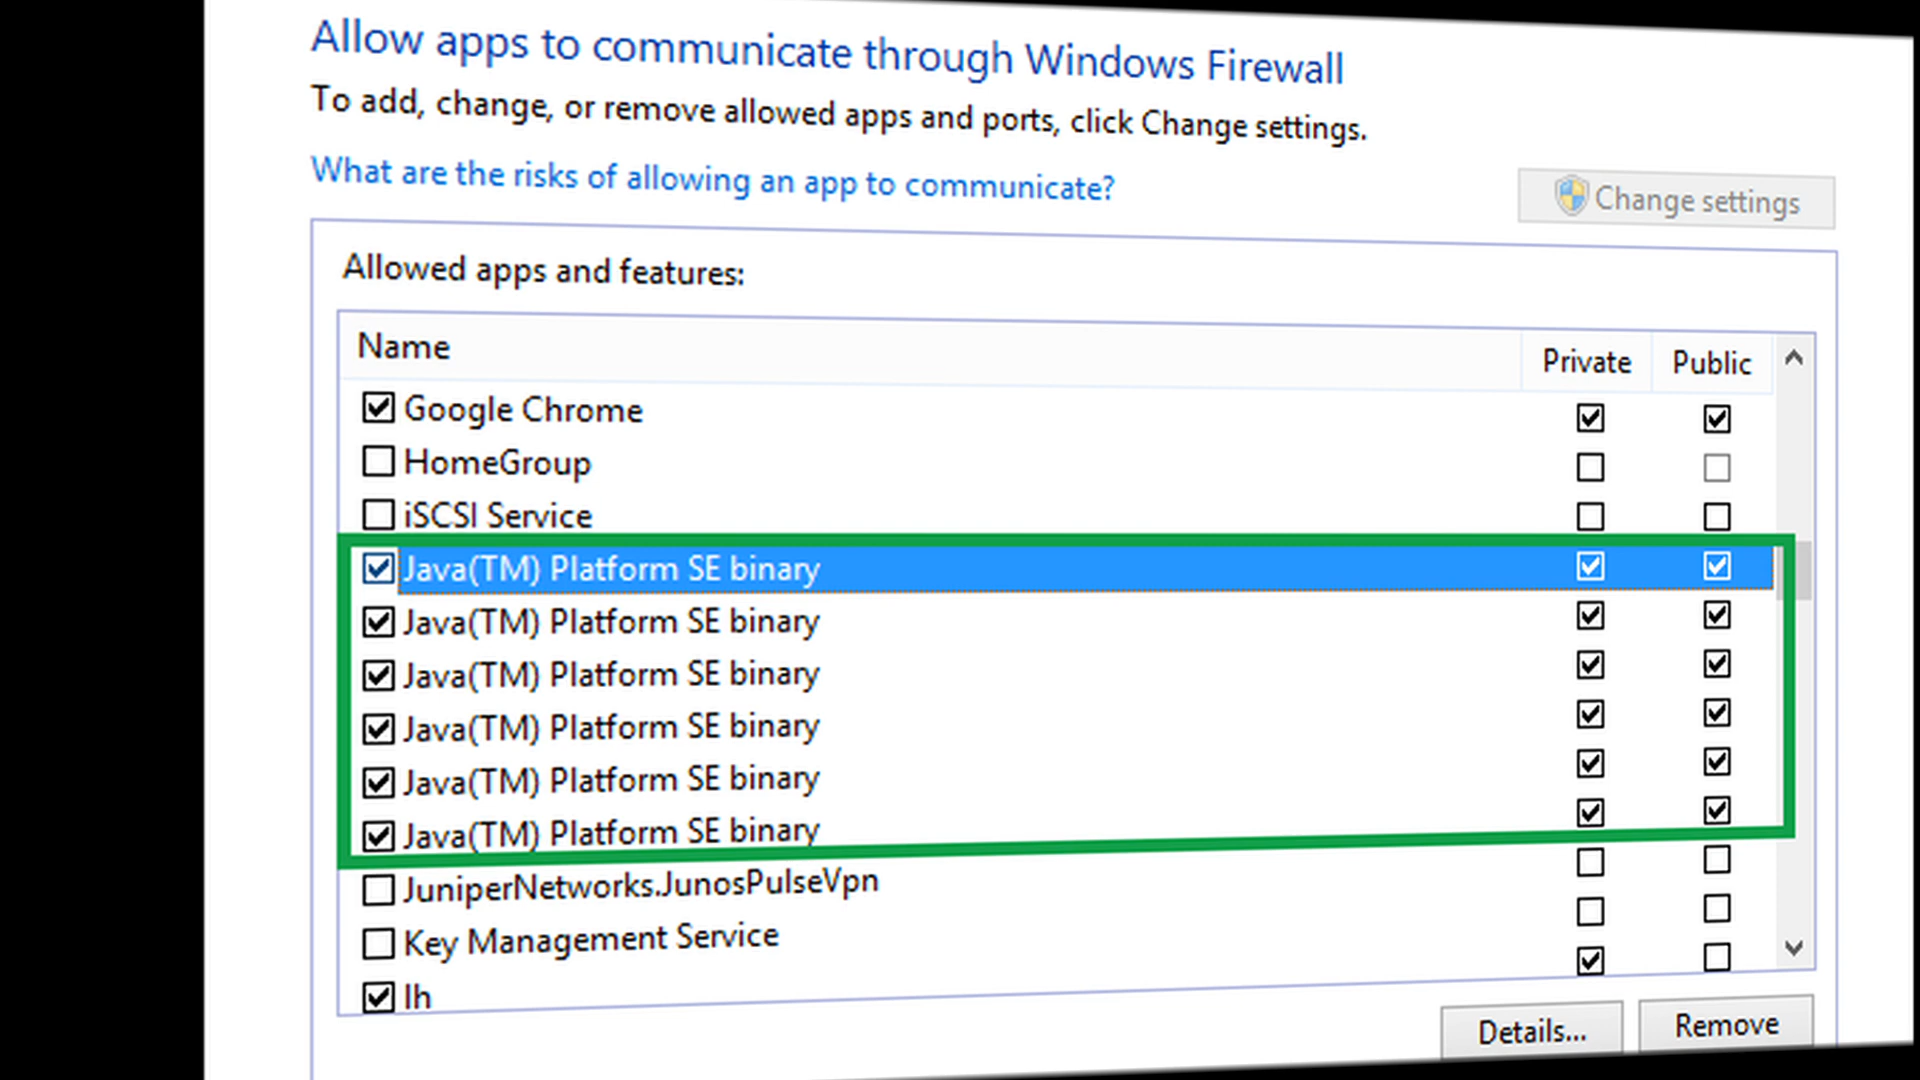 Allow apps to communicate through Windows Firewall
To add, change, or remove allowed apps and ports, click Change settings.
What are the risks of allowing an app to communicate?
Change settings
Allowed apps and features:
Name Private Public
Google Chrome
HomeGroup
iSCSI Service
Java(TM) Platform SE binary
Java(TM) Platform SE binary
Java(TM) Platform SE binary
Java(TM) Platform SE binary
Java(TM) Platform SE binary
Java(TM) Platform SE binary
JuniperNetworks.JunosPulseVpn
Key Management Service
lh
Details... Remove